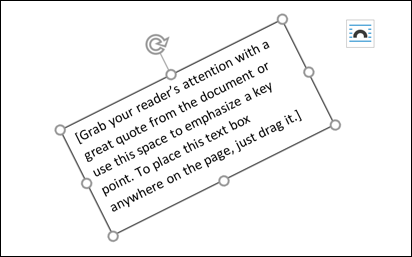 [Grab your reader's attention with a
great quote from the document or
use this space to emphasize a key
point. To place this text box
anywhere on the page, just drag it.]